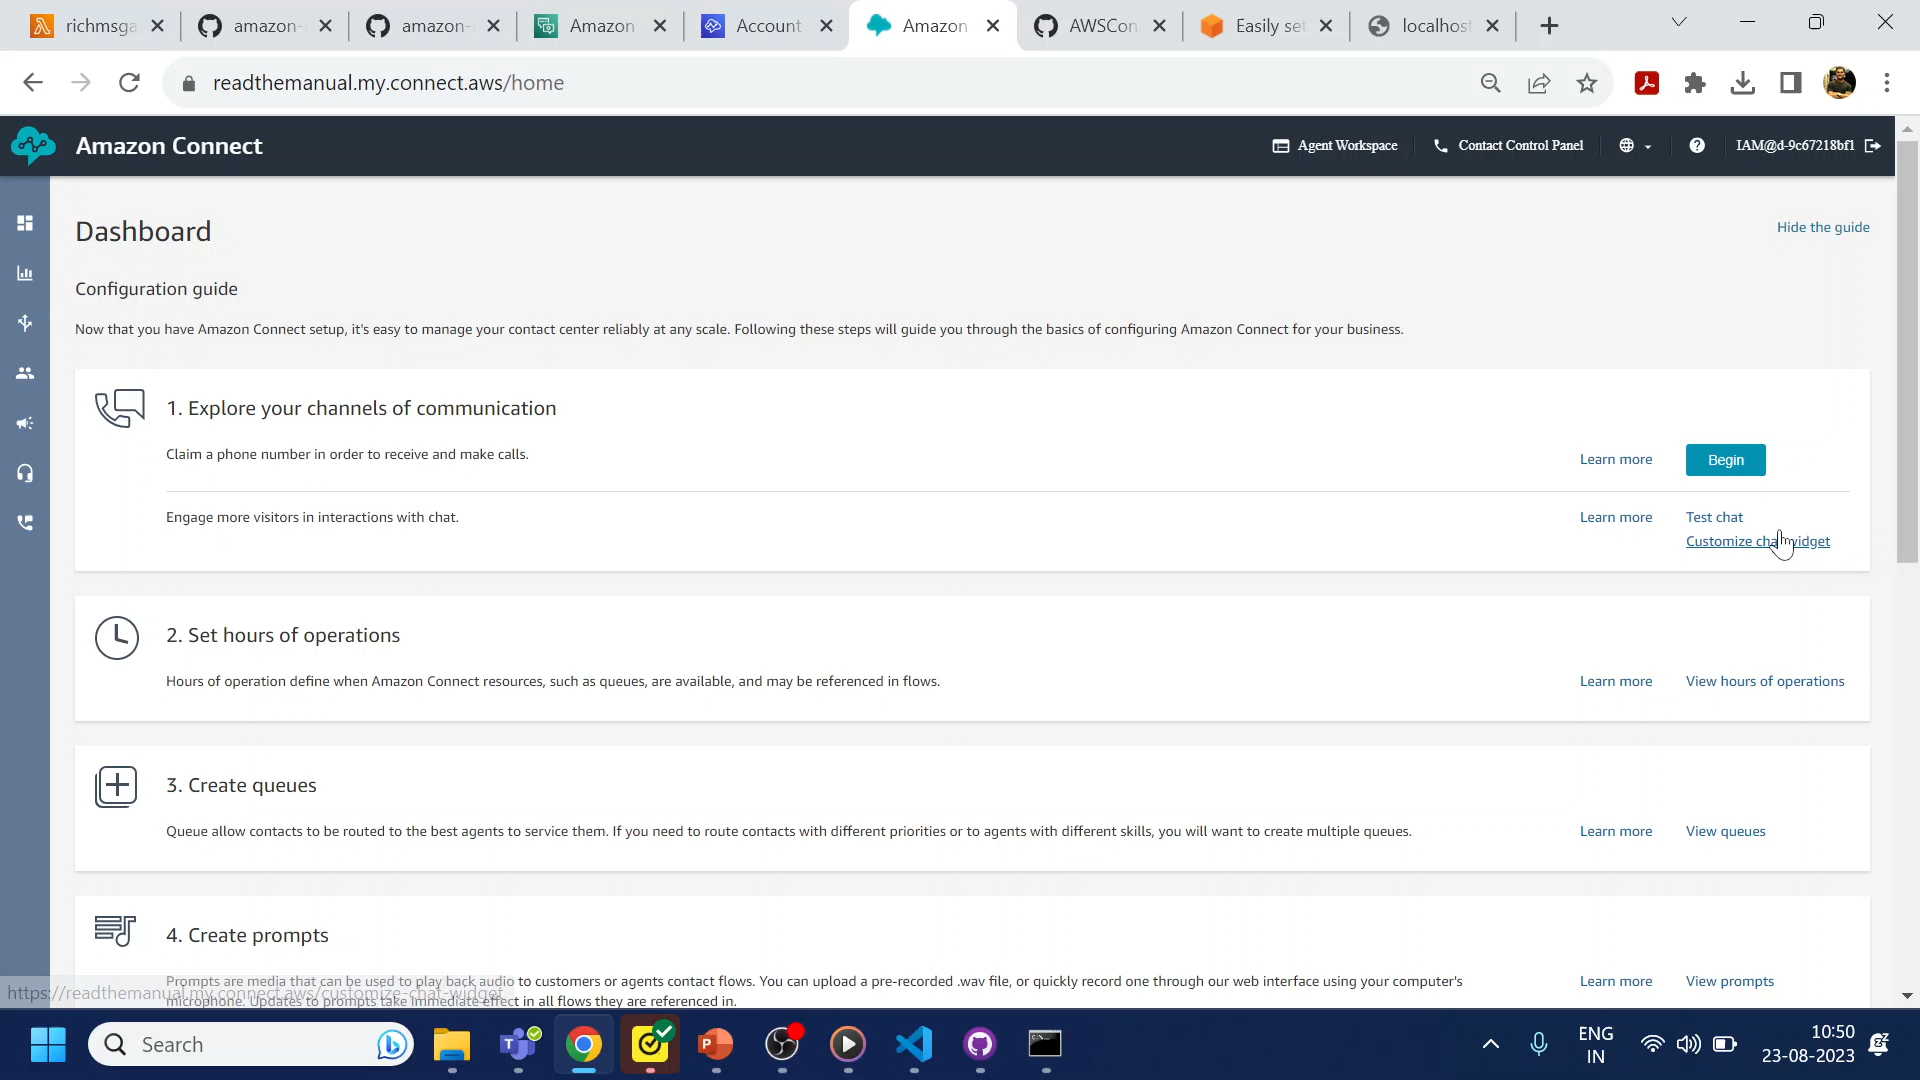 richmsga
amazon-
amazon-
Amazon
Account
Amazon
AWSCon
Easily set
localhost
readthemanual.my.connect.aws/home
Amazon Connect
Agent Workspace
Contact Control Panel
IAM@d-9c67218bf1
Dashboard
Hide the guide
Configuration guide
Now that you have Amazon Connect setup, it's easy to manage your contact center reliably at any scale. Following these steps will guide you through the basics of configuring Amazon Connect for your business.
1. Explore your channels of communication
Claim a phone number in order to receive and make calls.
Learn more
Begin
Engage more visitors in interactions with chat.
Learn more
Test chat
Customize chat widget
2. Set hours of operations
Hours of operation define when Amazon Connect resources, such as queues, are available, and may be referenced in flows.
Learn more
View hours of operations
3. Create queues
Queue allow contacts to be routed to the best agents to service them. If you need to route contacts with different priorities or to agents with different skills, you will want to create multiple queues.
Learn more
View queues
4. Create prompts
Prompts are media that can be used to play back audio to customers or agents contact flows. You can upload a pre-recorded .wav file, or quickly record one through our web interface using your computer's
microphone. Updates to prompts take immediate effect in all flows they are referenced in.
Learn more
View prompts
https://readthemanual.my.connect.aws/customize-chat-widget
Search
ENG
IN
10:50
23-08-2023